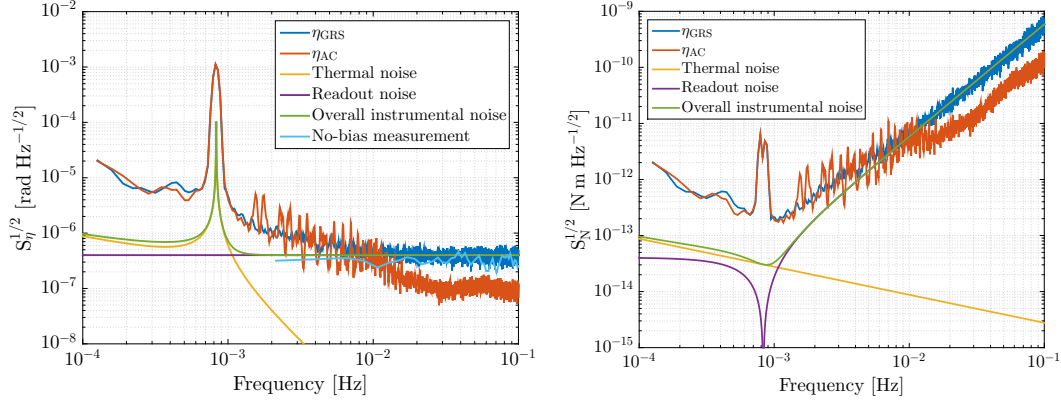 10⁻²
10⁻³
10⁻⁴
10⁻⁵
10⁻⁶
10⁻⁷
10⁻⁸
S_η^{1/2} [rad Hz^{-1/2}]
η_GRS
η_AC
Thermal noise
Readout noise
Overall instrumental noise
No-bias measurement
10⁻⁴
10⁻³
10⁻²
10⁻¹
Frequency [Hz]
10⁻⁹
10⁻¹⁰
10⁻¹¹
10⁻¹²
10⁻¹³
10⁻¹⁴
10⁻¹⁵
S_N^{1/2} [N m Hz^{-1/2}]
η_GRS
η_AC
Thermal noise
Readout noise
Overall instrumental noise
10⁻⁴
10⁻³
10⁻²
10⁻¹
Frequency [Hz]